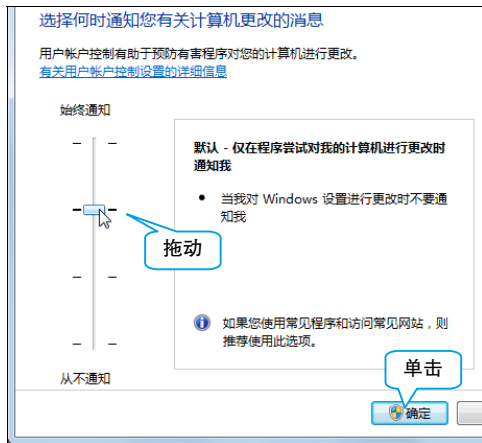 选择何时通知您有关计算机更改的消息
用户帐户控制有助于预防有害程序对您的计算机进行更改。
有关用户帐户控制设置的详细信息
始终通知
默认 - 仅在程序尝试对我的计算机进行更改时
通知我
• 当我对 Windows 设置进行更改时不要通
知我
拖动
如果您使用常见程序和访问常见网站，则
推荐使用此选项。
从不通知
单击
确定